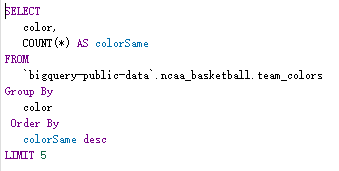 SELECT
color,
COUNT(*) AS colorSame
FROM
`bigquery-public-data`.ncaa_basketball.team_colors
Group By
color
Order By
colorSame desc
LIMIT 5